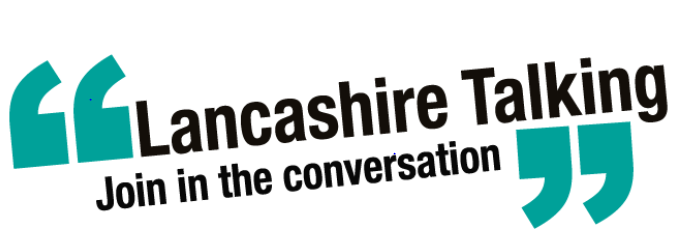 Lancashire Talking
Join in the conversation